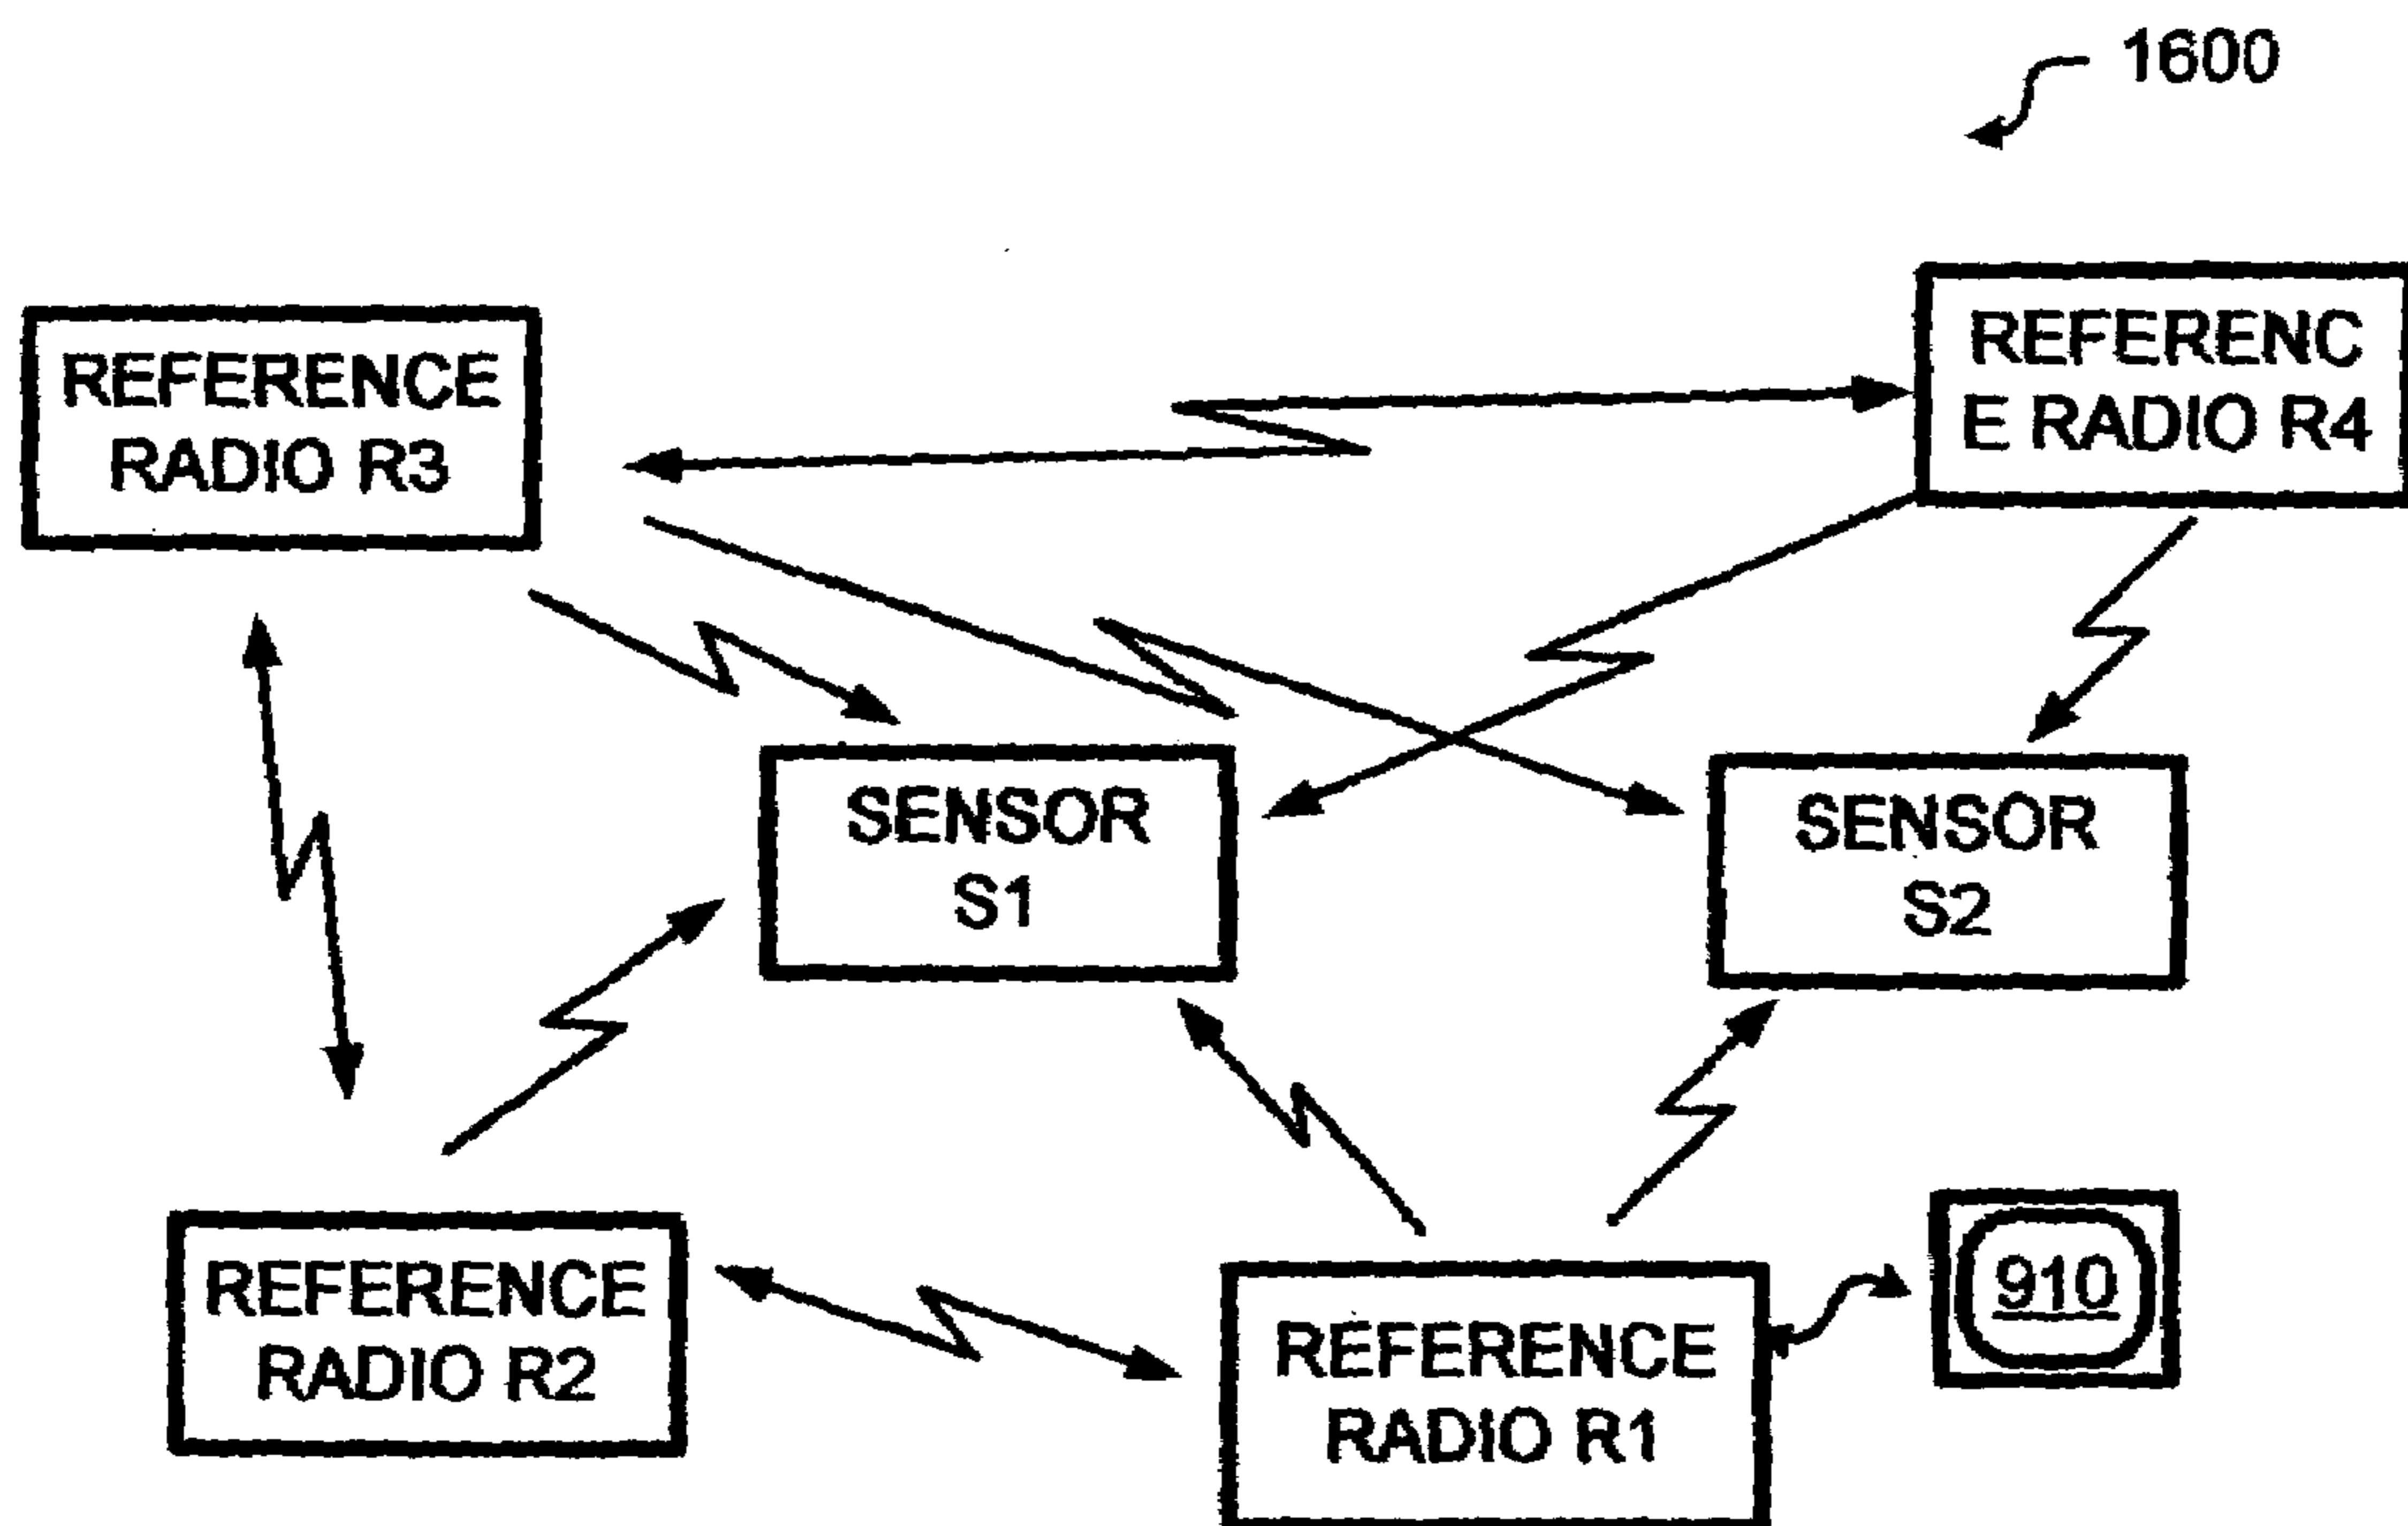 1600
REFERENCE
RADIO R3
REFERENC
E RADIO R4
SENSOR
S1
SENSOR
S2
REFERENCE
RADIO R2
REFERENCE
RADIO R1
910